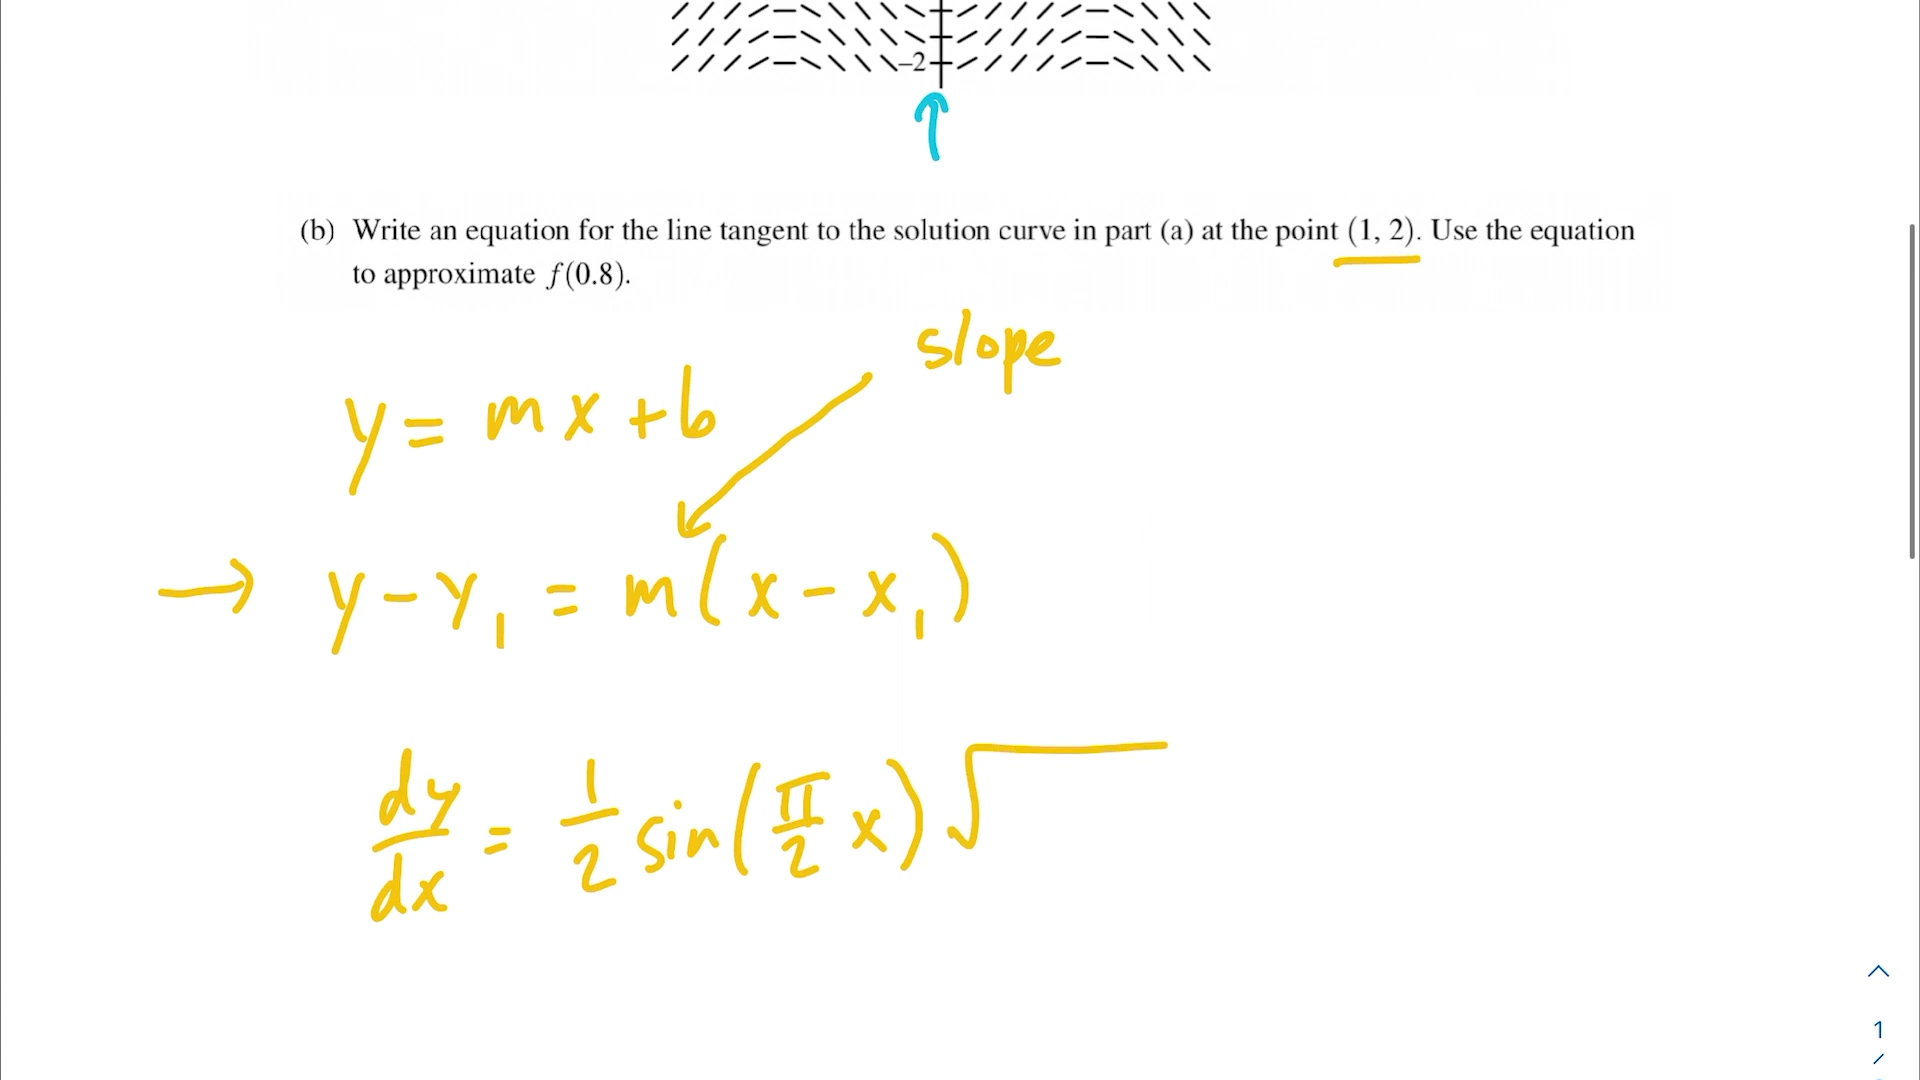 –2
(b) Write an equation for the line tangent to the solution curve in part (a) at the point (1, 2). Use the equation
to approximate f(0.8).
slope
y = mx + b
→ y - y₁ = m(x - x₁)
dy/dx = 1/2 sin(π/2 x)√
1